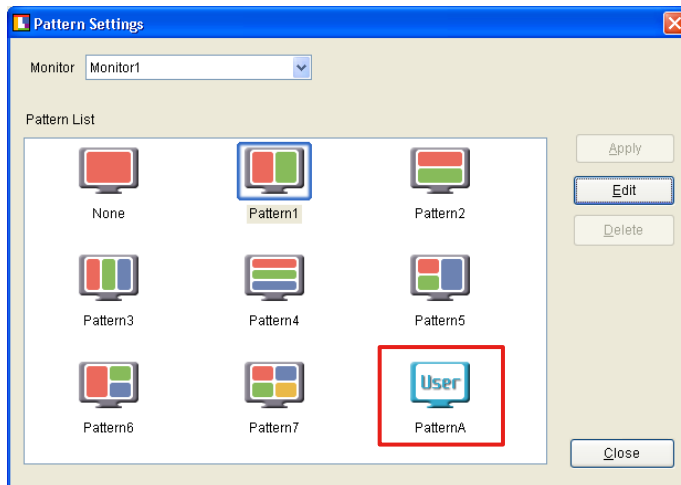 Pattern Settings
Monitor Monitor1
Pattern List
Apply
Edit
Delete
None Pattern1 Pattern2
Pattern3 Pattern4 Pattern5
User
Pattern6 Pattern7 PatternA
Close